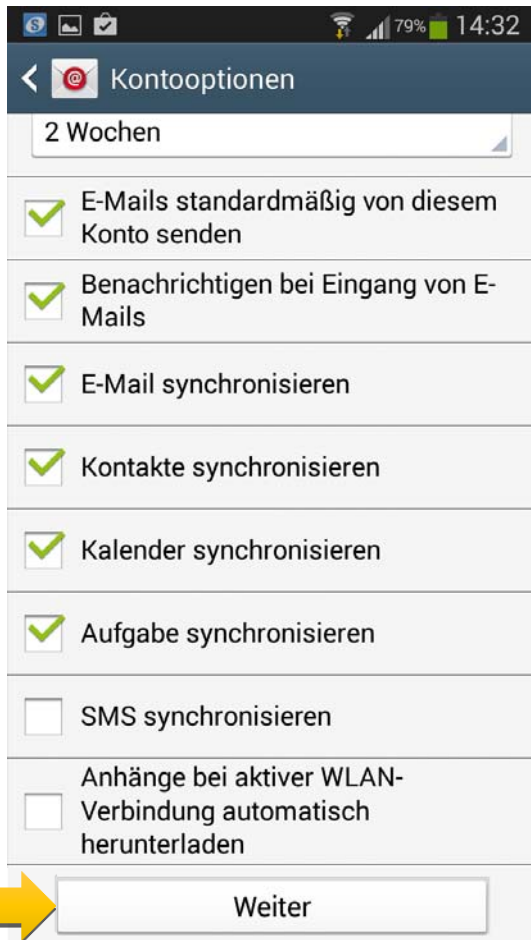 79% 14:32
Kontooptionen
2 Wochen
E-Mails standardmäßig von diesem
Konto senden
Benachrichtigen bei Eingang von E-
Mails
E-Mail synchronisieren
Kontakte synchronisieren
Kalender synchronisieren
Aufgabe synchronisieren
SMS synchronisieren
Anhänge bei aktiver WLAN-
Verbindung automatisch
herunterladen
Weiter